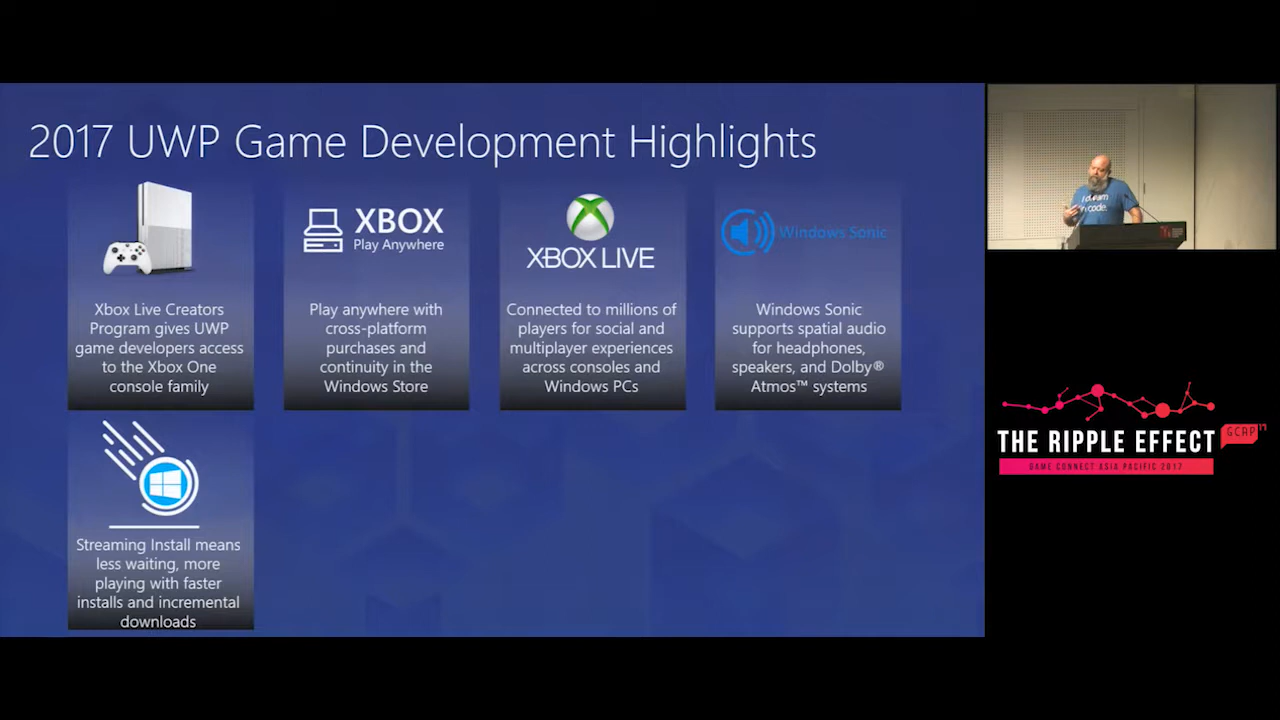 2017 UWP Game Development Highlights
XBOX
Play Anywhere
XBOX LIVE
Windows Sonic
Xbox Live Creators
Program gives UWP
game developers access
to the Xbox One
console family
Play anywhere with
cross-platform
purchases and
continuity in the
Windows Store
Connected to millions of
players for social and
multiplayer experiences
across consoles and
Windows PCs
Windows Sonic
supports spatial audio
for headphones,
speakers, and Dolby®
Atmos™ systems
Streaming Install means
less waiting, more
playing with faster
installs and incremental
downloads
I dream
in code.
THE RIPPLE EFFECT
GCAP17
GAME CONNECT ASIA PACIFIC 2017